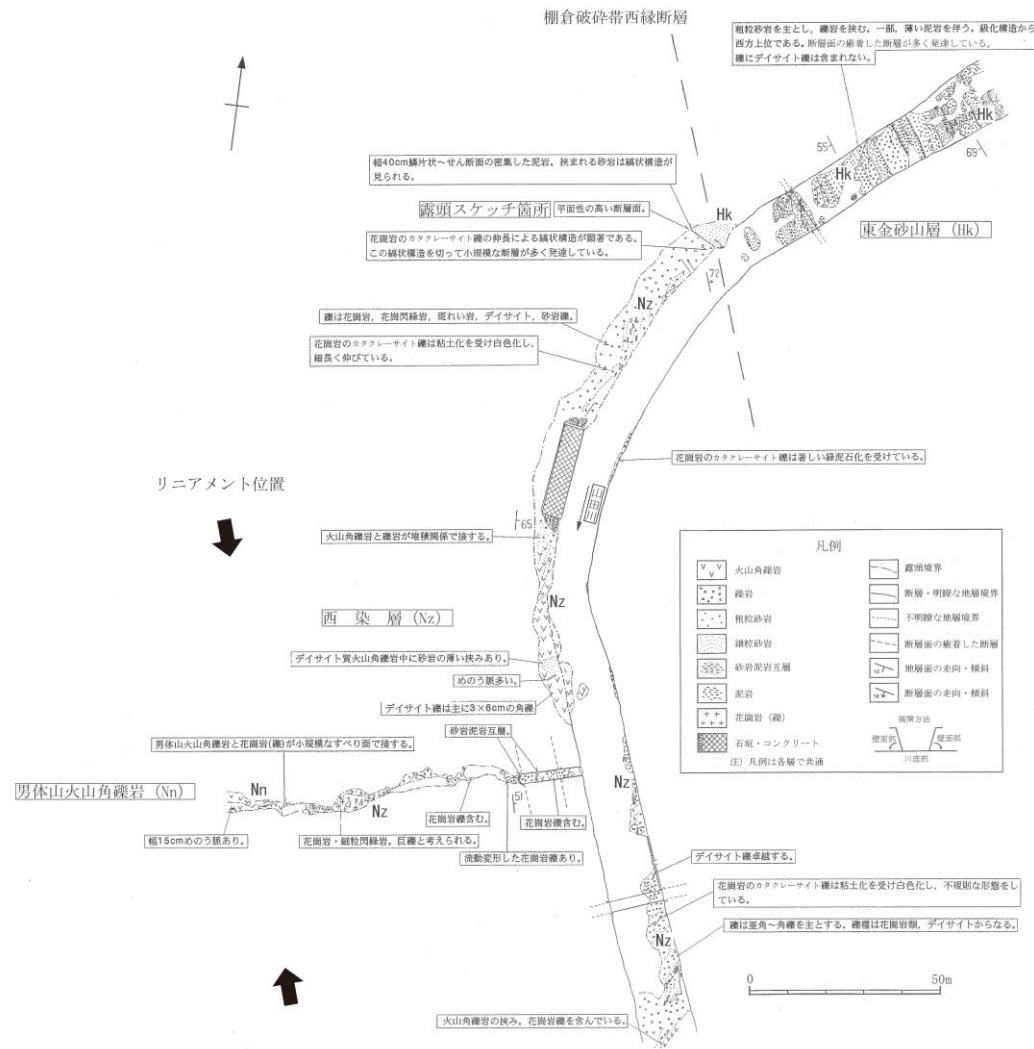 棚倉破砕帯西縁断層
粗粒砂岩を主とし,礫岩を挟む。一部,薄い泥岩を伴う。級化構造から
西方上位である。断層面の癒着した断層が多く発達している。
礫にデイサイト礫は含まれない。
Hk
55
69
Hk
幅40cm鱗片状~せん断面の密集した泥岩。挟まれる砂岩は縞状構造が
見られる。
露頭スケッチ箇所
平面性の高い断層面。
Hk
東金砂山層(Hk)
花崗岩のカタクレーサイト礫の伸長による縞状構造が顕著である。
この縞状構造を切って小規模な断層が多く発達している。
72
Nz
礫は花崗岩,花崗閃緑岩,斑れい岩,デイサイト,砂岩礫。
花崗岩のカタクレーサイト礫は粘土化を受け白色化し,
細長く伸びている。
花崗岩のカタクレーサイト礫は著しい緑泥石化を受けている。
リニアメント位置
山田川
65
火山角礫岩と礫岩が堆積関係で接する。
Nz
西 染 層(Nz)
デイサイト質火山角礫岩中に砂岩の薄い挟みあり。
めのう脈多い。
デイサイト礫は主に3×6cmの角礫
砂岩泥岩互層。
男体山火山角礫岩と花崗岩(礫)が小規模なすべり面で接する。
男体山火山角礫岩(Nn)
Nn
Nz
51
Nz
花崗岩礫含む。
花崗岩礫含む。
幅15cmめのう脈あり。
花崗岩・細粒閃緑岩。巨礫と考えられる。
流動変形した花崗岩礫あり。
凡例
火山角礫岩
礫岩
粗粒砂岩
細粒砂岩
砂岩泥岩互層
泥岩
花崗岩(礫)
石垣・コンクリート
注)凡例は各層で共通
露頭境界
断層・明瞭な地層境界
不明瞭な地層境界
断層面の癒着した断層
地層面の走向・傾斜
断層面の走向・傾斜
展開方法
壁面部
壁面部
川底部
デイサイト礫卓越する。
花崗岩のカタクレーサイト礫は粘土化を受け白色化し,不規則な形態をし
ている。
礫は亜角~角礫を主とする。礫種は花崗岩類,デイサイトからなる。
Nz
0
50m
火山角礫岩の挟み。花崗岩礫を含んでいる。